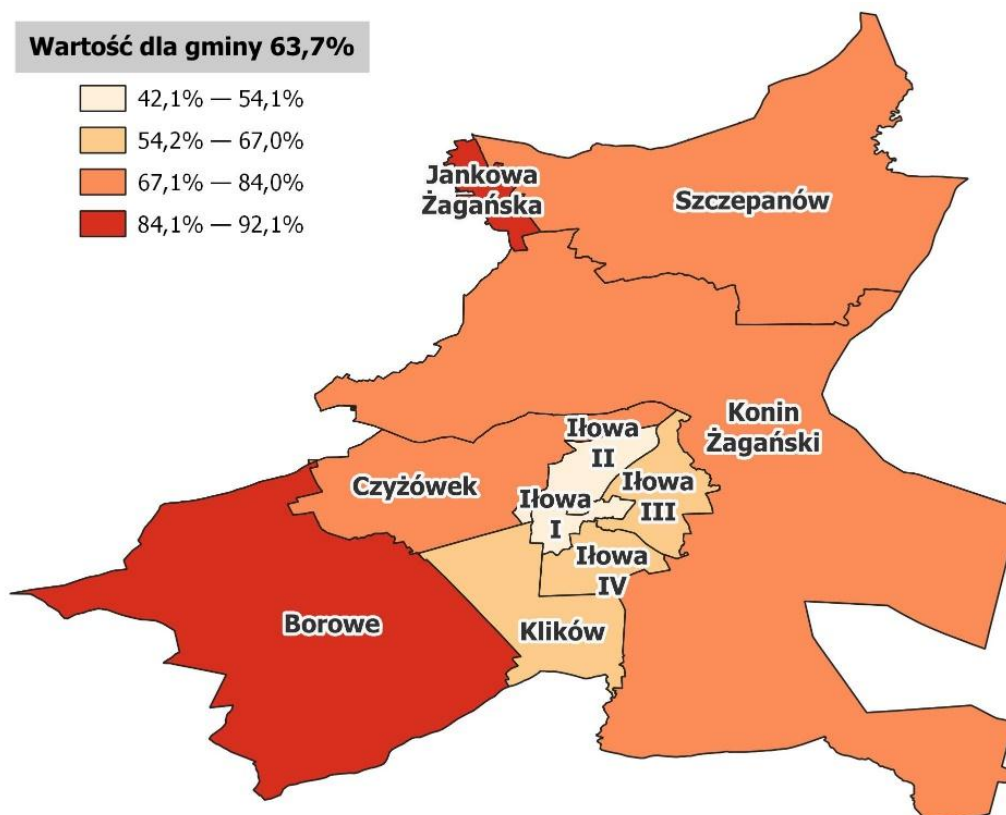 Wartość dla gminy 63,7%
42,1% — 54,1%
54,2% — 67,0%
67,1% — 84,0%
84,1% — 92,1%
Jankowa
Żagańska
Szczepanów
Konin
Żagański
Iłowa
II
Czyżówek
Iłowa
I
Iłowa
III
Iłowa
IV
Borowe
Klików